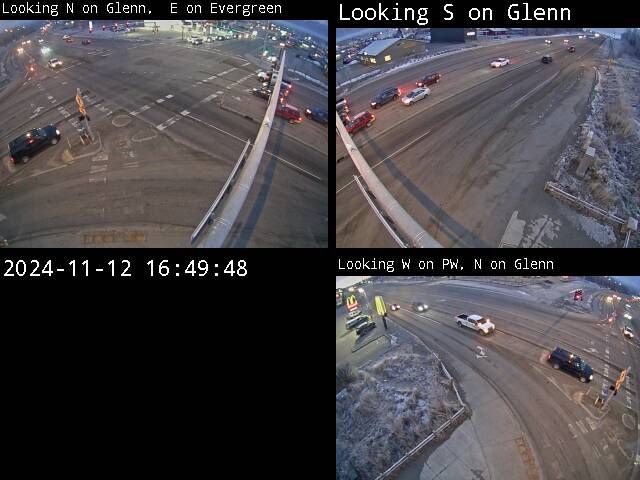 Looking N on Glenn,  E on Evergreen
Looking S on Glenn
2024-11-12 16:49:48
Looking W on PW, N on Glenn